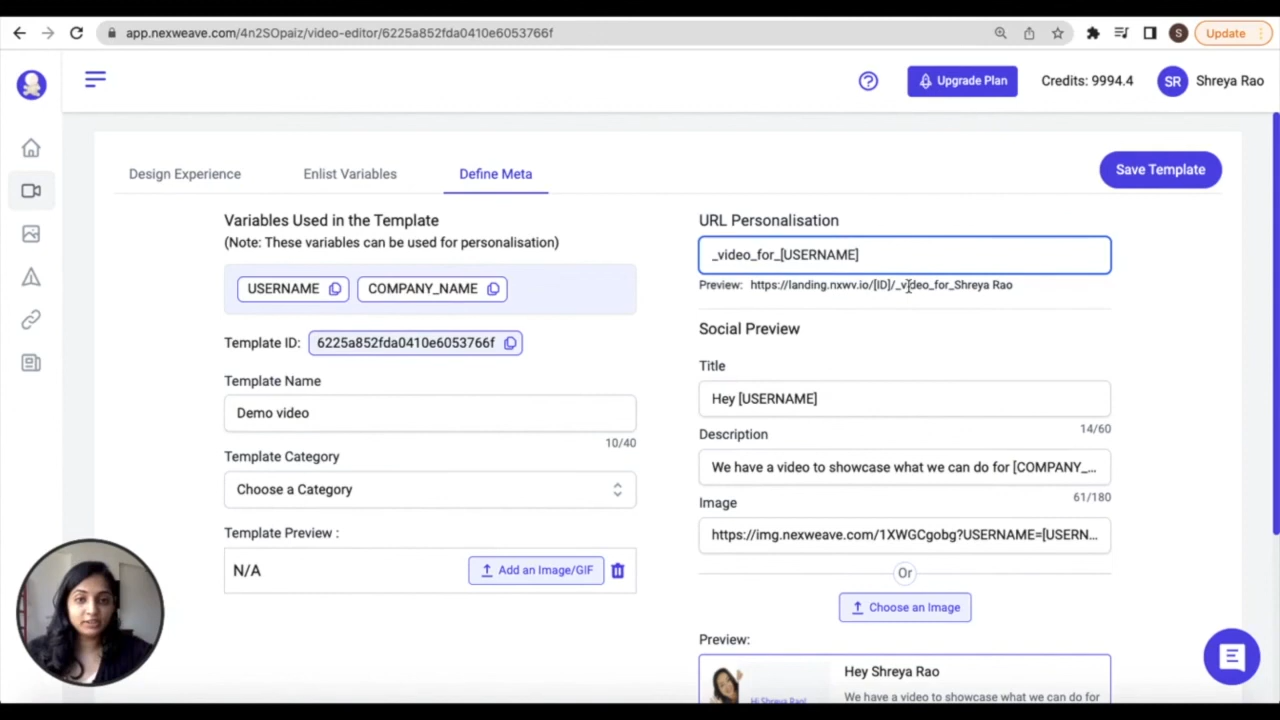 app.nexweave.com/4n2SOpaiz/video-editor/6225a852fda0410e6053766f
S
Update
Upgrade Plan
Credits: 9994.4
SR
Shreya Rao
Design Experience
Enlist Variables
Define Meta
Save Template
Variables Used in the Template
(Note: These variables can be used for personalisation)
USERNAME
COMPANY_NAME
Template ID:
6225a852fda0410e6053766f
Template Name
Demo video
10/40
Template Category
Choose a Category
Template Preview :
N/A
Add an Image/GIF
URL Personalisation
_video_for_[USERNAME]
Preview: https://landing.nxwv.io/[ID]/_video_for_Shreya Rao
Social Preview
Title
Hey [USERNAME]
14/60
Description
We have a video to showcase what we can do for [COMPANY_...
61/180
Image
https://img.nexweave.com/1XWGCgobg?USERNAME=[USERN...
Or
Choose an Image
Preview:
Hey Shreya Rao
We have a video to showcase what we can do for
Hi Shreya Rao!